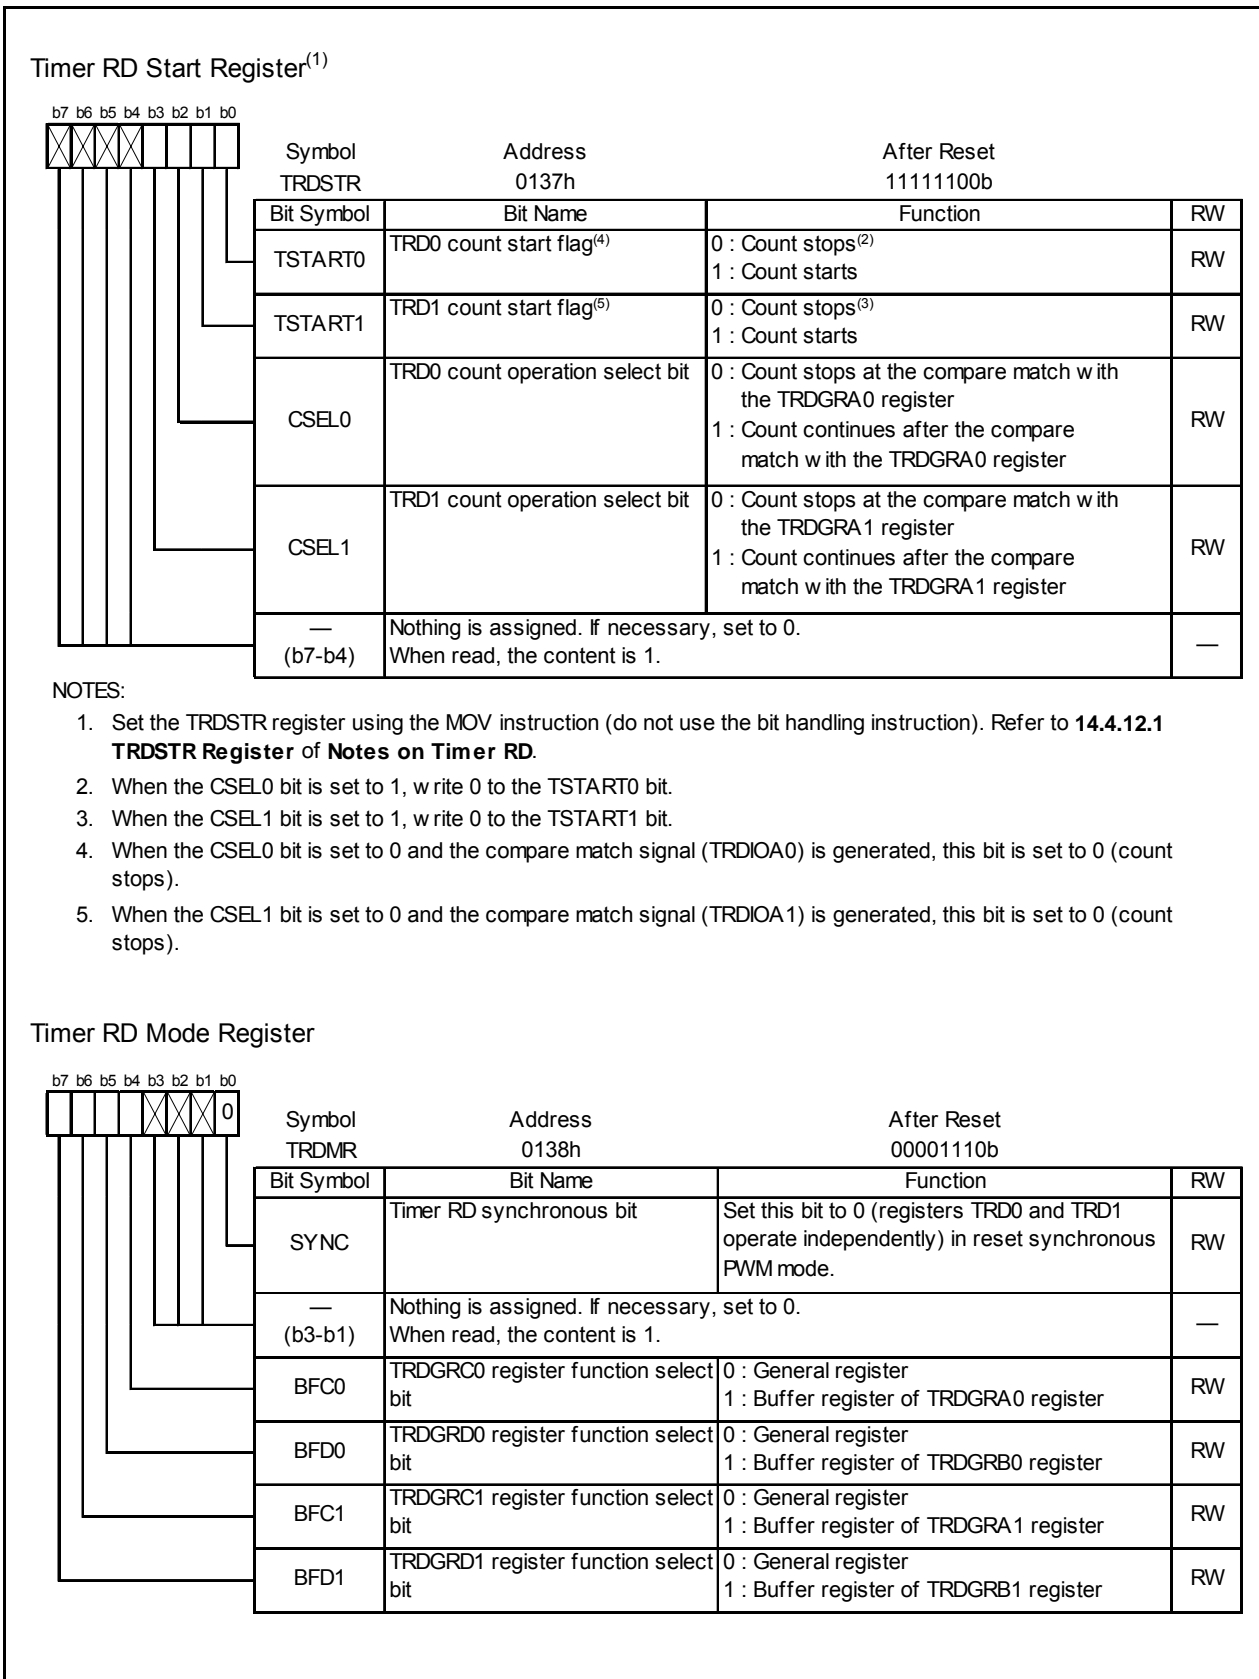 Timer RD Start Register(1)
b7 b6 b5 b4 b3 b2 b1 b0
Symbol Address After Reset
TRDSTR 0137h 11111100b
Bit Symbol Bit Name Function RW
TSTART0 TRD0 count start flag(4) 0 : Count stops(2) RW
1 : Count starts
TSTART1 TRD1 count start flag(5) 0 : Count stops(3) RW
1 : Count starts
CSEL0 TRD0 count operation select bit 0 : Count stops at the compare match with RW
the TRDGRA0 register
1 : Count continues after the compare
match with the TRDGRA0 register
CSEL1 TRD1 count operation select bit 0 : Count stops at the compare match with RW
the TRDGRA1 register
1 : Count continues after the compare
match with the TRDGRA1 register
— Nothing is assigned. If necessary, set to 0. —
(b7-b4) When read, the content is 1.
NOTES:
1. Set the TRDSTR register using the MOV instruction (do not use the bit handling instruction). Refer to 14.4.12.1
TRDSTR Register of Notes on Timer RD.
2. When the CSEL0 bit is set to 1, write 0 to the TSTART0 bit.
3. When the CSEL1 bit is set to 1, write 0 to the TSTART1 bit.
4. When the CSEL0 bit is set to 0 and the compare match signal (TRDIOA0) is generated, this bit is set to 0 (count
stops).
5. When the CSEL1 bit is set to 0 and the compare match signal (TRDIOA1) is generated, this bit is set to 0 (count
stops).
Timer RD Mode Register
b7 b6 b5 b4 b3 b2 b1 b0
0
Symbol Address After Reset
TRDMR 0138h 00001110b
Bit Symbol Bit Name Function RW
SYNC Timer RD synchronous bit Set this bit to 0 (registers TRD0 and TRD1 RW
operate independently) in reset synchronous
PWM mode.
— Nothing is assigned. If necessary, set to 0. —
(b3-b1) When read, the content is 1.
BFC0 TRDGRC0 register function select 0 : General register RW
bit 1 : Buffer register of TRDGRA0 register
BFD0 TRDGRD0 register function select 0 : General register RW
bit 1 : Buffer register of TRDGRB0 register
BFC1 TRDGRC1 register function select 0 : General register RW
bit 1 : Buffer register of TRDGRA1 register
BFD1 TRDGRD1 register function select 0 : General register RW
bit 1 : Buffer register of TRDGRB1 register